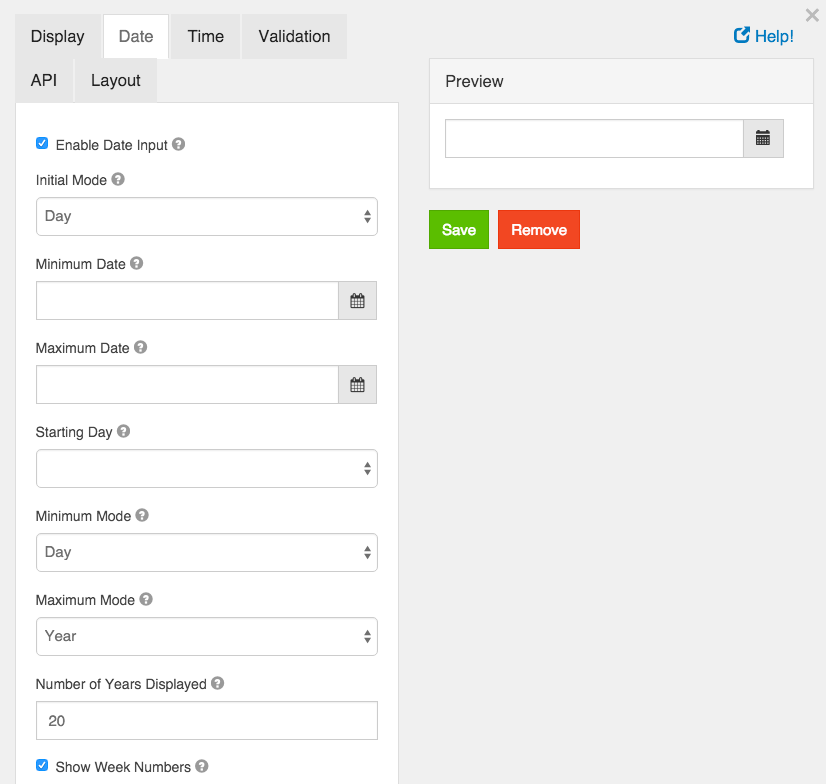 Display
Date
Time
Validation
API
Layout
Enable Date Input
Initial Mode
Day
Minimum Date
Maximum Date
Starting Day
Minimum Mode
Day
Maximum Mode
Year
Number of Years Displayed
20
Show Week Numbers
Help!
Preview
Save
Remove